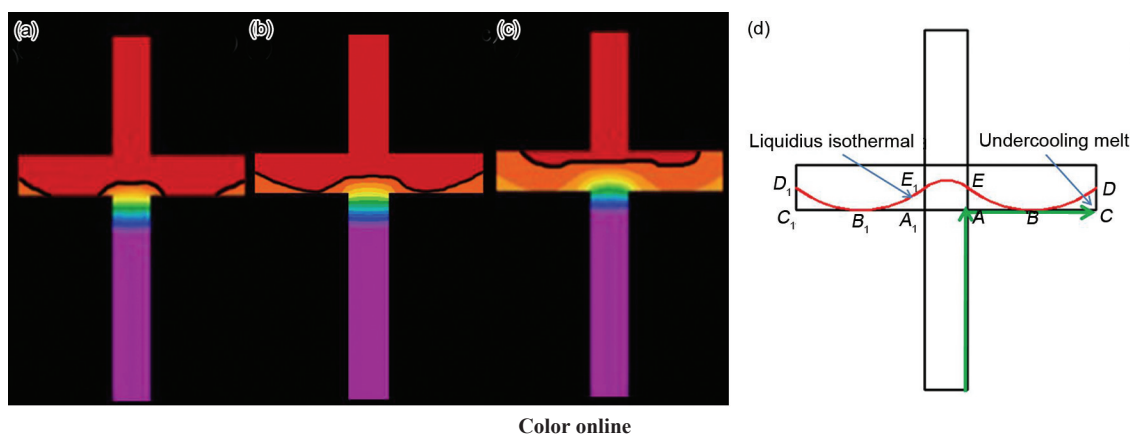 (a)
(b)
(c)
(d)
Liquidius isothermal
Undercooling melt
D1
E1
E
D
C1
B1
A1
A
B
C
Color online